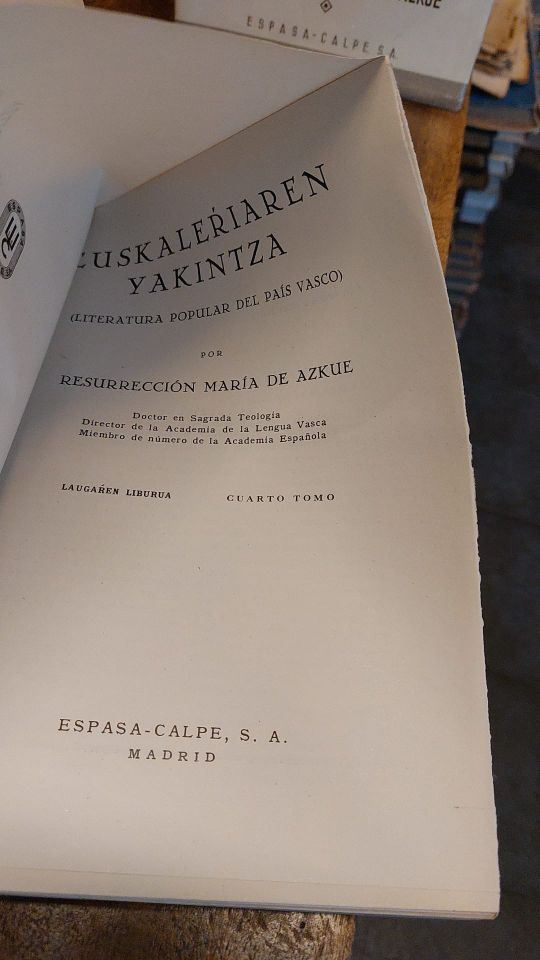 ESPASA-CALPE S.A.
EUSKALEŔIAREN
YAKINTZA
(LITERATURA POPULAR DEL PAÍS VASCO)
POR
RESURRECCIÓN MARÍA DE AZKUE
Doctor en Sagrada Teología
Director de la Academia de la Lengua Vasca
Miembro de número de la Academia Española
LAUGAŔEN LIBURUA CUARTO TOMO
ESPASA-CALPE, S. A.
MADRID